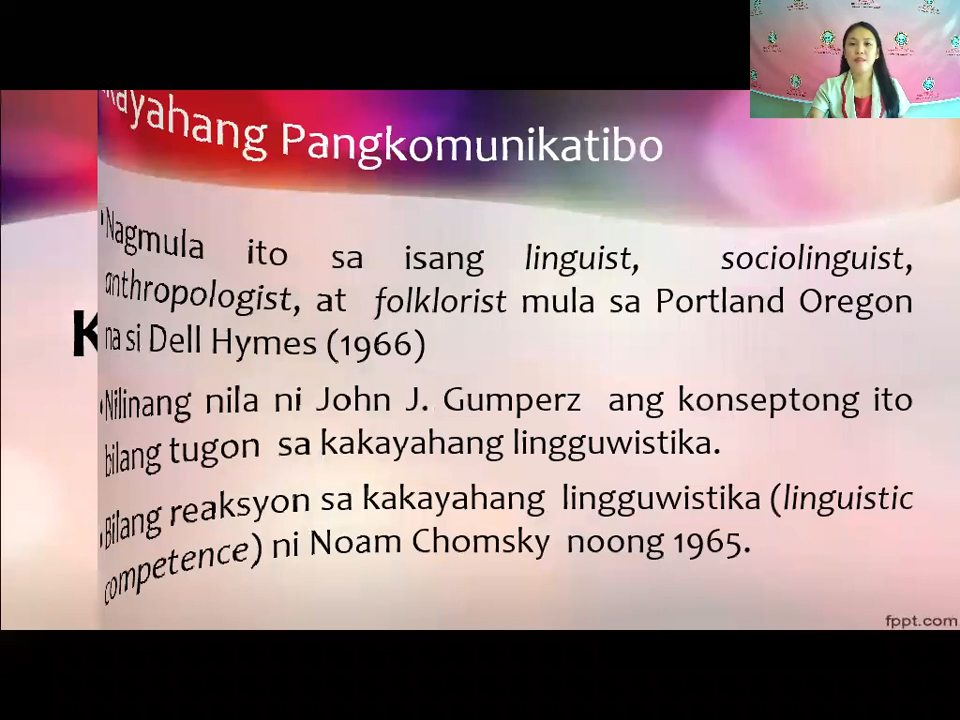 kayahang Pangkomunikatibo
•Nagmula ito sa isang linguist, sociolinguist,
anthropologist, at folklorist mula sa Portland Oregon
na si Dell Hymes (1966)
K
•Nilinang nila ni John J. Gumperz ang konseptong ito
bilang tugon sa kakayahang lingguwistika.
•Bilang reaksyon sa kakayahang lingguwistika (linguistic
competence) ni Noam Chomsky noong 1965.
fppt.com